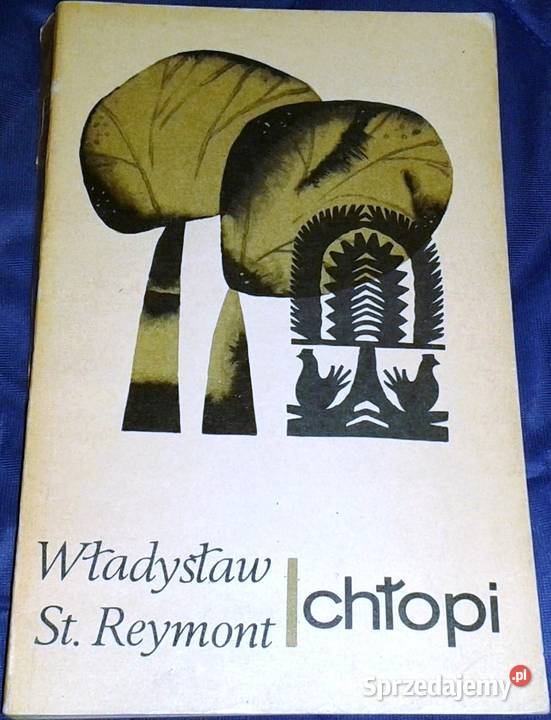 Władysław
St. Reymont
chłopi
Sprzedajemy.pl